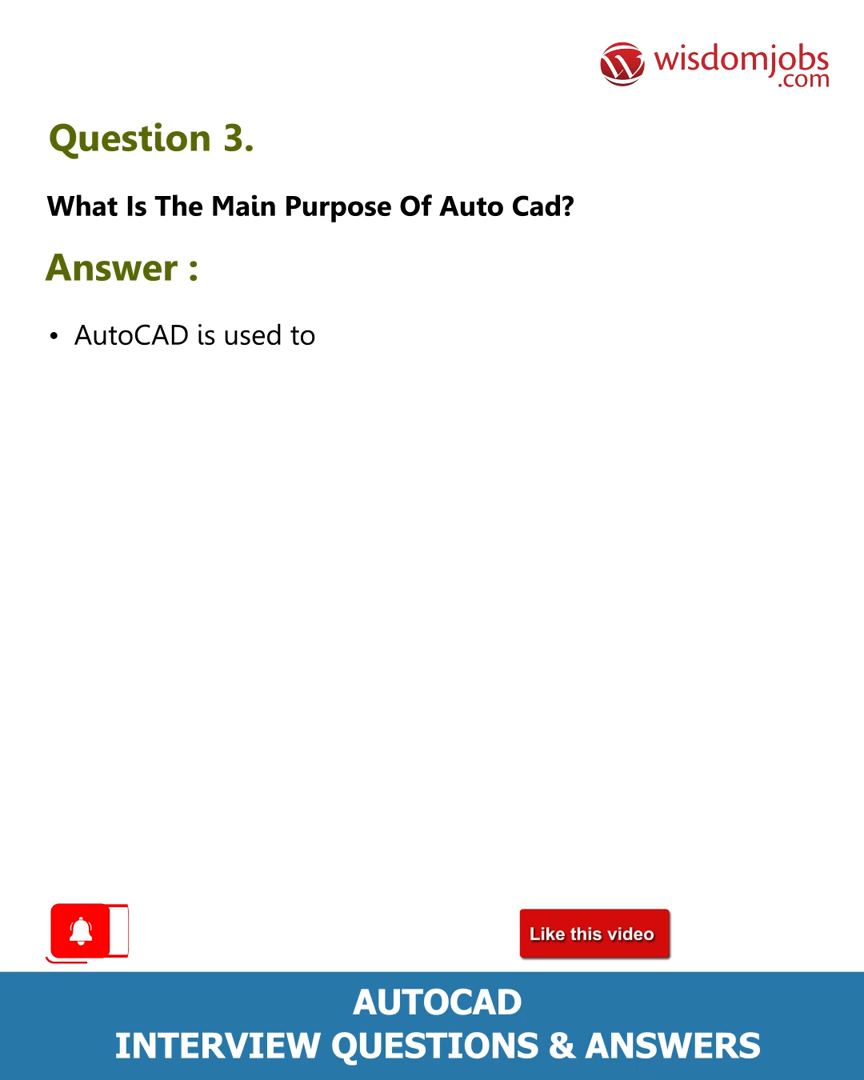 wisdomjobs
.com
Question 3.
What Is The Main Purpose Of Auto Cad?
Answer :
• AutoCAD is used to
Like this video
AUTOCAD
INTERVIEW QUESTIONS & ANSWERS